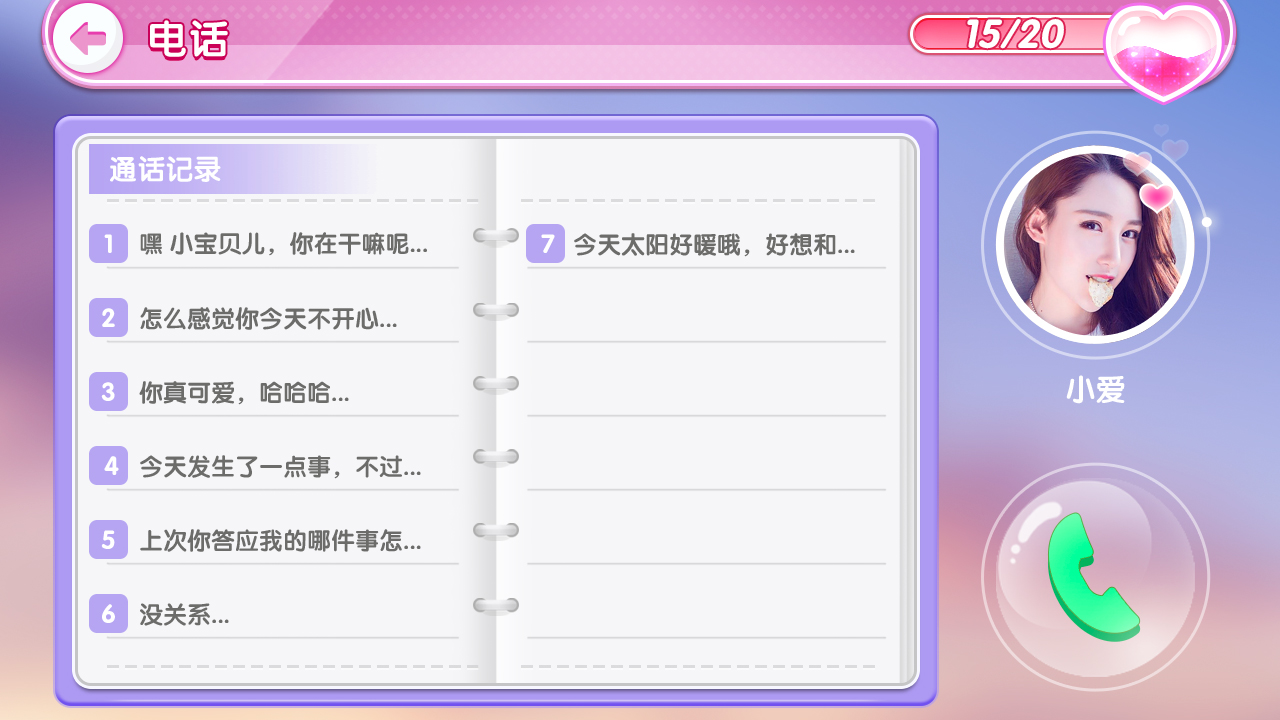 电话
15/20
通话记录
1 嘿 小宝贝儿，你在干嘛呢...
2 怎么感觉你今天不开心...
3 你真可爱，哈哈哈...
4 今天发生了一点事，不过...
5 上次你答应我的哪件事怎...
6 没关系...
7 今天太阳好暖哦，好想和...
小爱